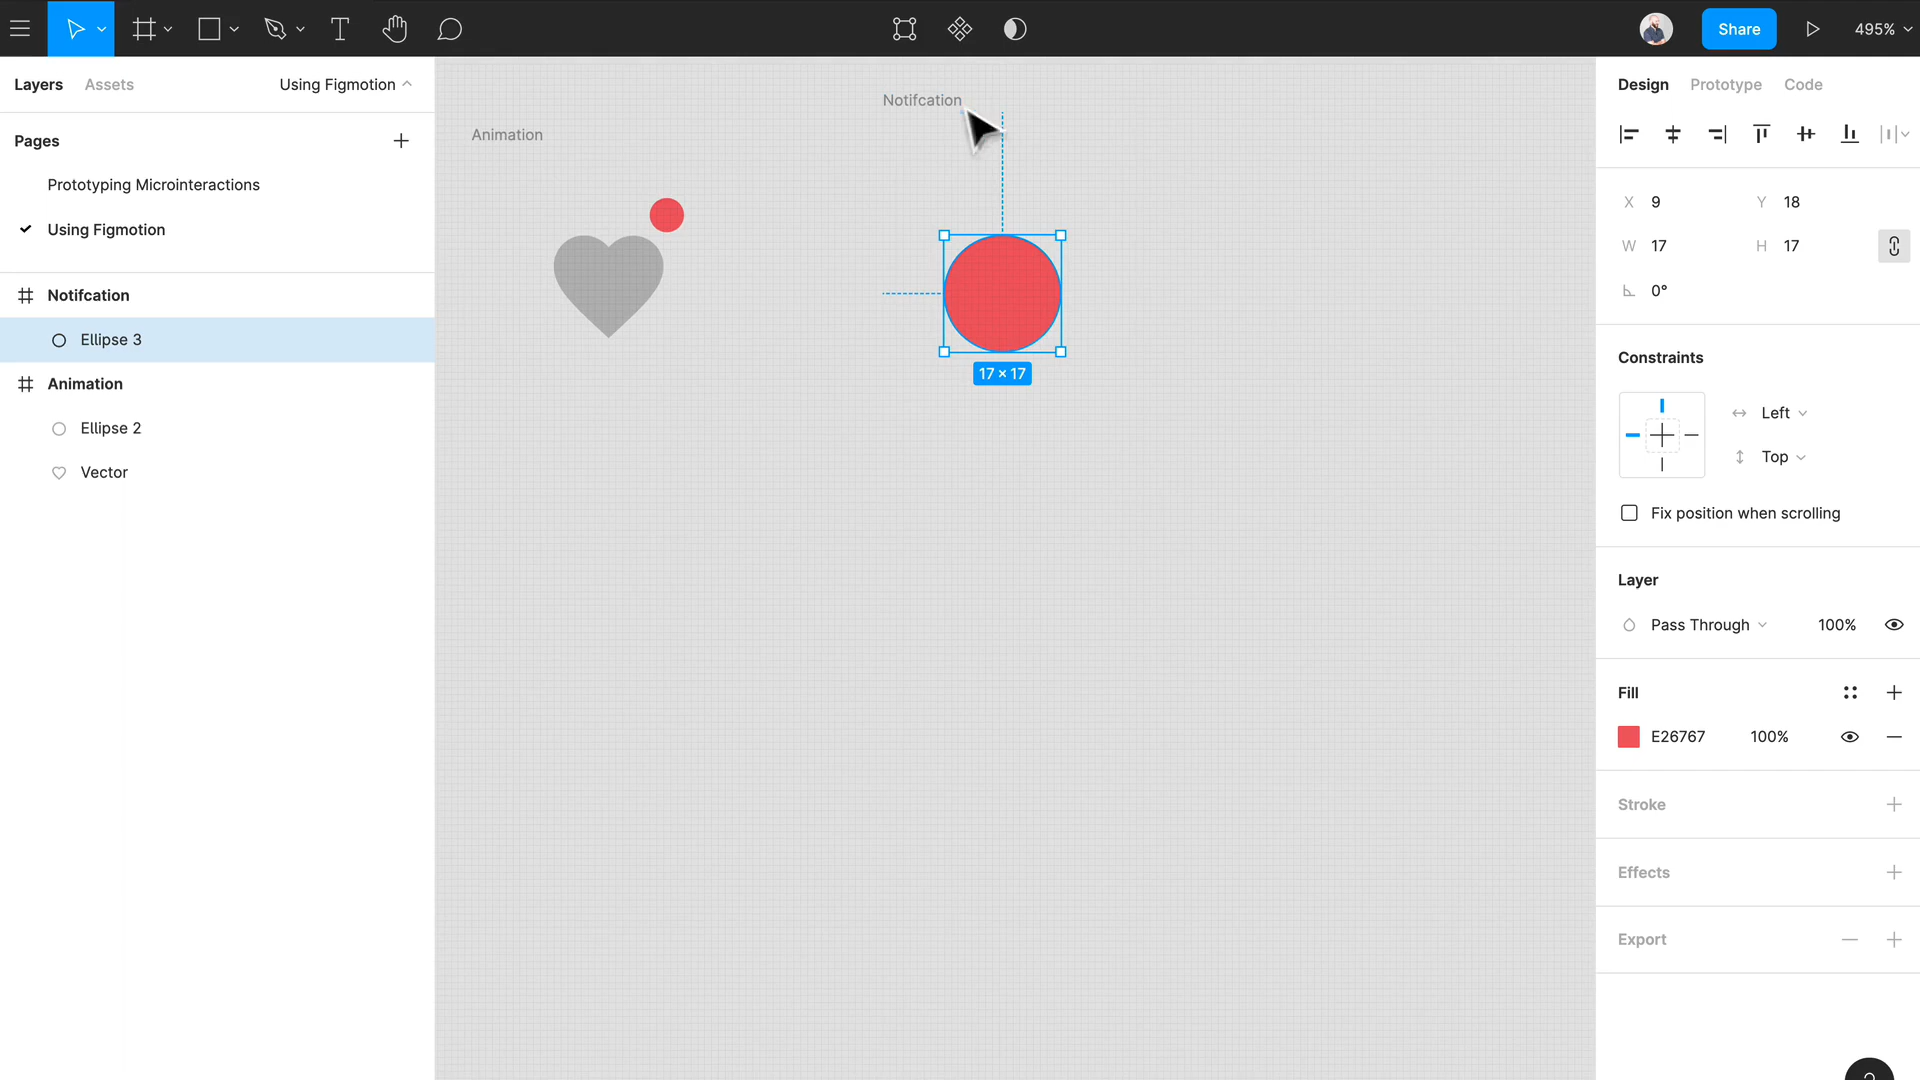 Share
495%
Layers
Assets
Using Figmotion
Pages
Prototyping Microinteractions
Using Figmotion
Notifcation
Ellipse 3
Animation
Ellipse 2
Vector
Animation
Notifcation
17 × 17
Design
Prototype
Code
X 9
Y 18
W 17
H 17
0°
Constraints
Left
Top
Fix position when scrolling
Layer
Pass Through
100%
Fill
E26767
100%
Stroke
Effects
Export